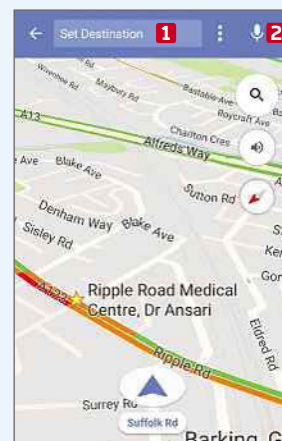 Set Destination 1 2
Waverlee Rd
Maybury Rd
Bastable Ave
Roycraft Ave
A13
Charlton Cres
Alfreds Way
Ave
Blake Ave
Sutton Rd
Denham Way
Blake Ave
Sisley Rd
A123
Ripple Road Medical
Centre, Dr Ansari
Ripple Rd
Eldred Rd
Surrey Rd
Suffolk Rd
Barking, G